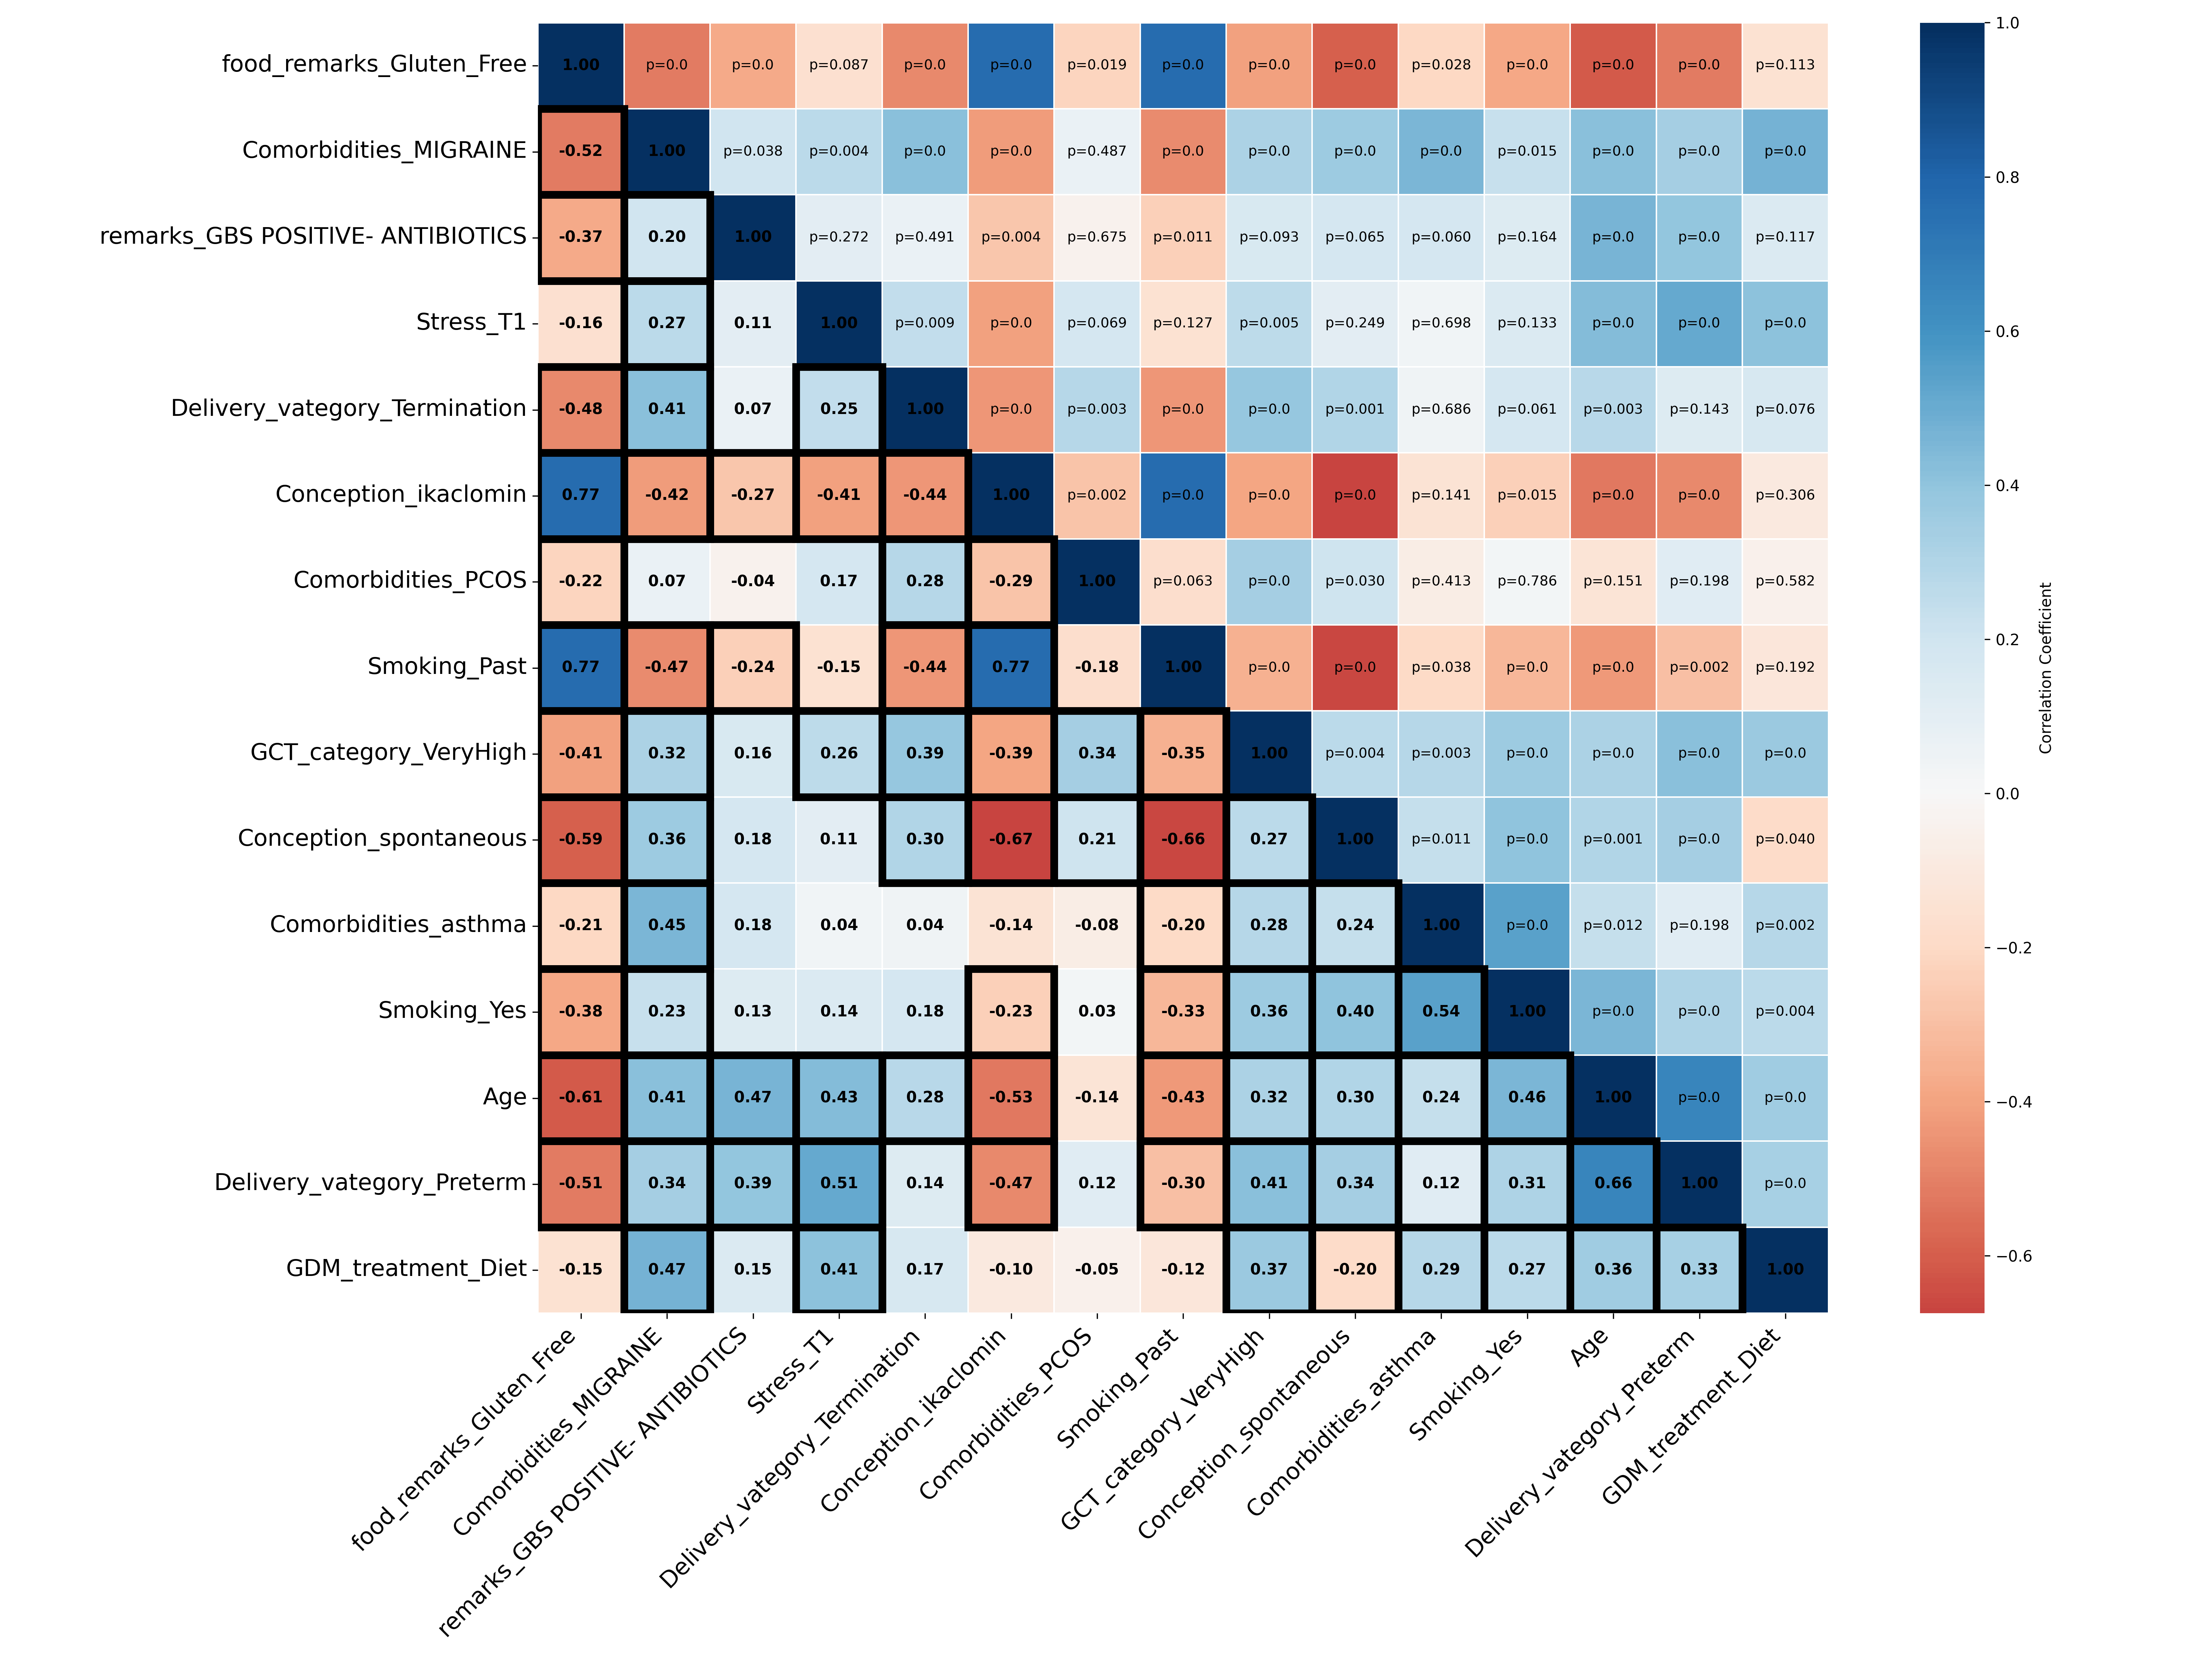 food_remarks_Gluten_Free 1.00 p=0.0 p=0.0 p=0.087 p=0.0 p=0.0 p=0.019 p=0.0 p=0.0 p=0.0 p=0.028 p=0.0 p=0.0 p=0.0 p=0.113
Comorbidities_MIGRAINE -0.52 1.00 p=0.038 p=0.004 p=0.0 p=0.0 p=0.487 p=0.0 p=0.0 p=0.0 p=0.0 p=0.015 p=0.0 p=0.0 p=0.0
remarks_GBS POSITIVE- ANTIBIOTICS -0.37 0.20 1.00 p=0.272 p=0.491 p=0.004 p=0.675 p=0.011 p=0.093 p=0.065 p=0.060 p=0.164 p=0.0 p=0.0 p=0.117
Stress_T1 -0.16 0.27 0.11 1.00 p=0.009 p=0.0 p=0.069 p=0.127 p=0.005 p=0.249 p=0.698 p=0.133 p=0.0 p=0.0 p=0.0
Delivery_vategory_Termination -0.48 0.41 0.07 0.25 1.00 p=0.0 p=0.003 p=0.0 p=0.0 p=0.001 p=0.686 p=0.061 p=0.003 p=0.143 p=0.076
Conception_ikaclomin 0.77 -0.42 -0.27 -0.41 -0.44 1.00 p=0.002 p=0.0 p=0.0 p=0.0 p=0.141 p=0.015 p=0.0 p=0.0 p=0.306
Comorbidities_PCOS -0.22 0.07 -0.04 0.17 0.28 -0.29 1.00 p=0.063 p=0.0 p=0.030 p=0.413 p=0.786 p=0.151 p=0.198 p=0.582
Smoking_Past 0.77 -0.47 -0.24 -0.15 -0.44 0.77 -0.18 1.00 p=0.0 p=0.0 p=0.038 p=0.0 p=0.0 p=0.002 p=0.192
GCT_category_VeryHigh -0.41 0.32 0.16 0.26 0.39 -0.39 0.34 -0.35 1.00 p=0.004 p=0.003 p=0.0 p=0.0 p=0.0 p=0.0
Conception_spontaneous -0.59 0.36 0.18 0.11 0.30 -0.67 0.21 -0.66 0.27 1.00 p=0.011 p=0.0 p=0.001 p=0.0 p=0.040
Comorbidities_asthma -0.21 0.45 0.18 0.04 0.04 -0.14 -0.08 -0.20 0.28 0.24 1.00 p=0.0 p=0.012 p=0.198 p=0.002
Smoking_Yes -0.38 0.23 0.13 0.14 0.18 -0.23 0.03 -0.33 0.36 0.40 0.54 1.00 p=0.0 p=0.0 p=0.004
Age -0.61 0.41 0.47 0.43 0.28 -0.53 -0.14 -0.43 0.32 0.30 0.24 0.46 1.00 p=0.0 p=0.0
Delivery_vategory_Preterm -0.51 0.34 0.39 0.51 0.14 -0.47 0.12 -0.30 0.41 0.34 0.12 0.31 0.66 1.00 p=0.0
GDM_treatment_Diet -0.15 0.47 0.15 0.41 0.17 -0.10 -0.05 -0.12 0.37 -0.20 0.29 0.27 0.36 0.33 1.00
food_remarks_Gluten_Free
Comorbidities_MIGRAINE
remarks_GBS POSITIVE- ANTIBIOTICS
Stress_T1
Delivery_vategory_Termination
Conception_ikaclomin
Comorbidities_PCOS
Smoking_Past
GCT_category_VeryHigh
Conception_spontaneous
Comorbidities_asthma
Smoking_Yes
Age
Delivery_vategory_Preterm
GDM_treatment_Diet
1.0
0.8
0.6
0.4
0.2
0.0
−0.2
−0.4
−0.6
Correlation Coefficient